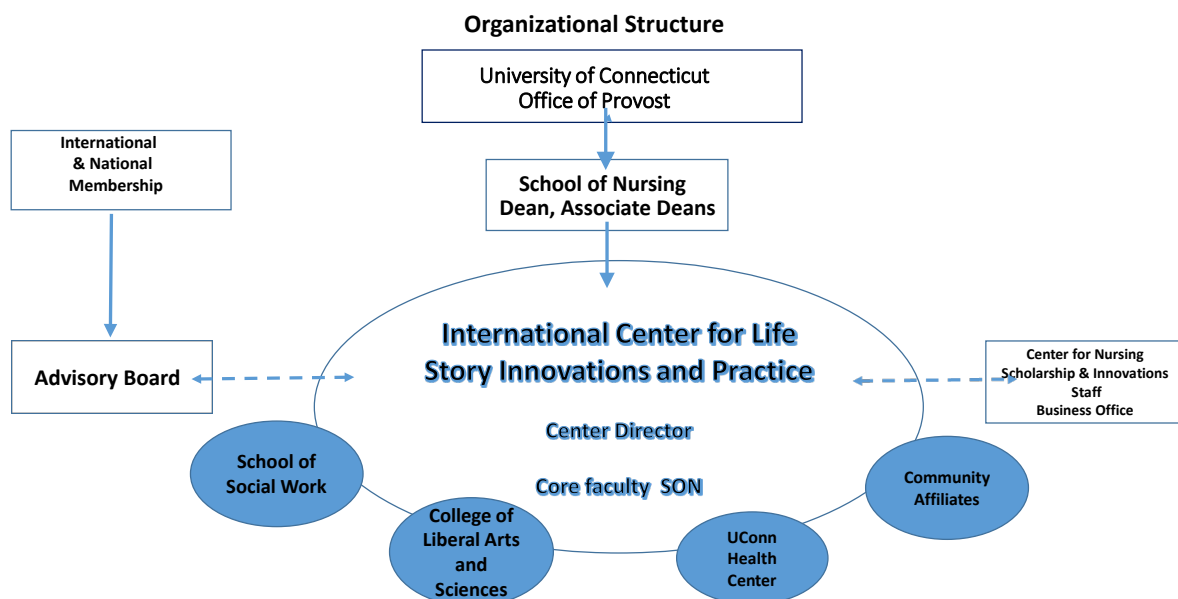 Organizational Structure
University of Connecticut
Office of Provost
International
& National
Membership
School of Nursing
Dean, Associate Deans
International Center for Life
Story Innovations and Practice
Center Director
Core faculty  SON
Advisory Board
Center for Nursing
Scholarship & Innovations
Staff
Business Office
School of
Social Work
College of
Liberal Arts
and
Sciences
UConn
Health
Center
Community
Affiliates